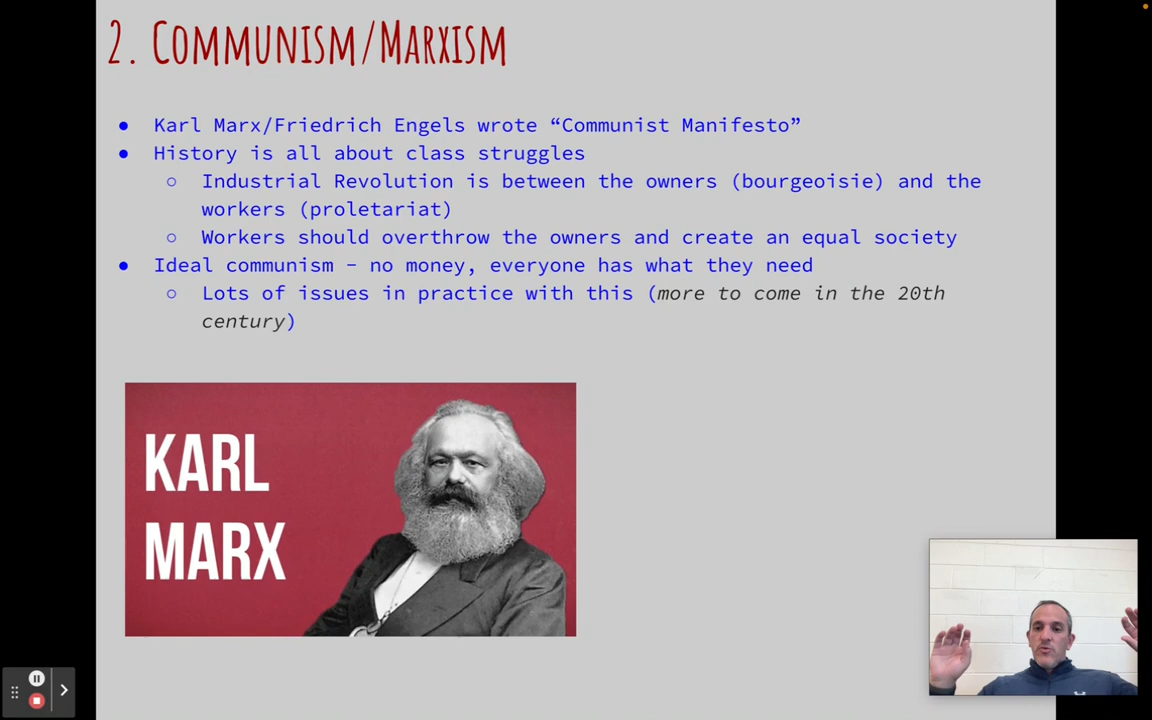 2. Communism/Marxism
● Karl Marx/Friedrich Engels wrote “Communist Manifesto”
● History is all about class struggles
○ Industrial Revolution is between the owners (bourgeoisie) and the
workers (proletariat)
○ Workers should overthrow the owners and create an equal society
● Ideal communism – no money, everyone has what they need
○ Lots of issues in practice with this (more to come in the 20th
century)
KARL
MARX